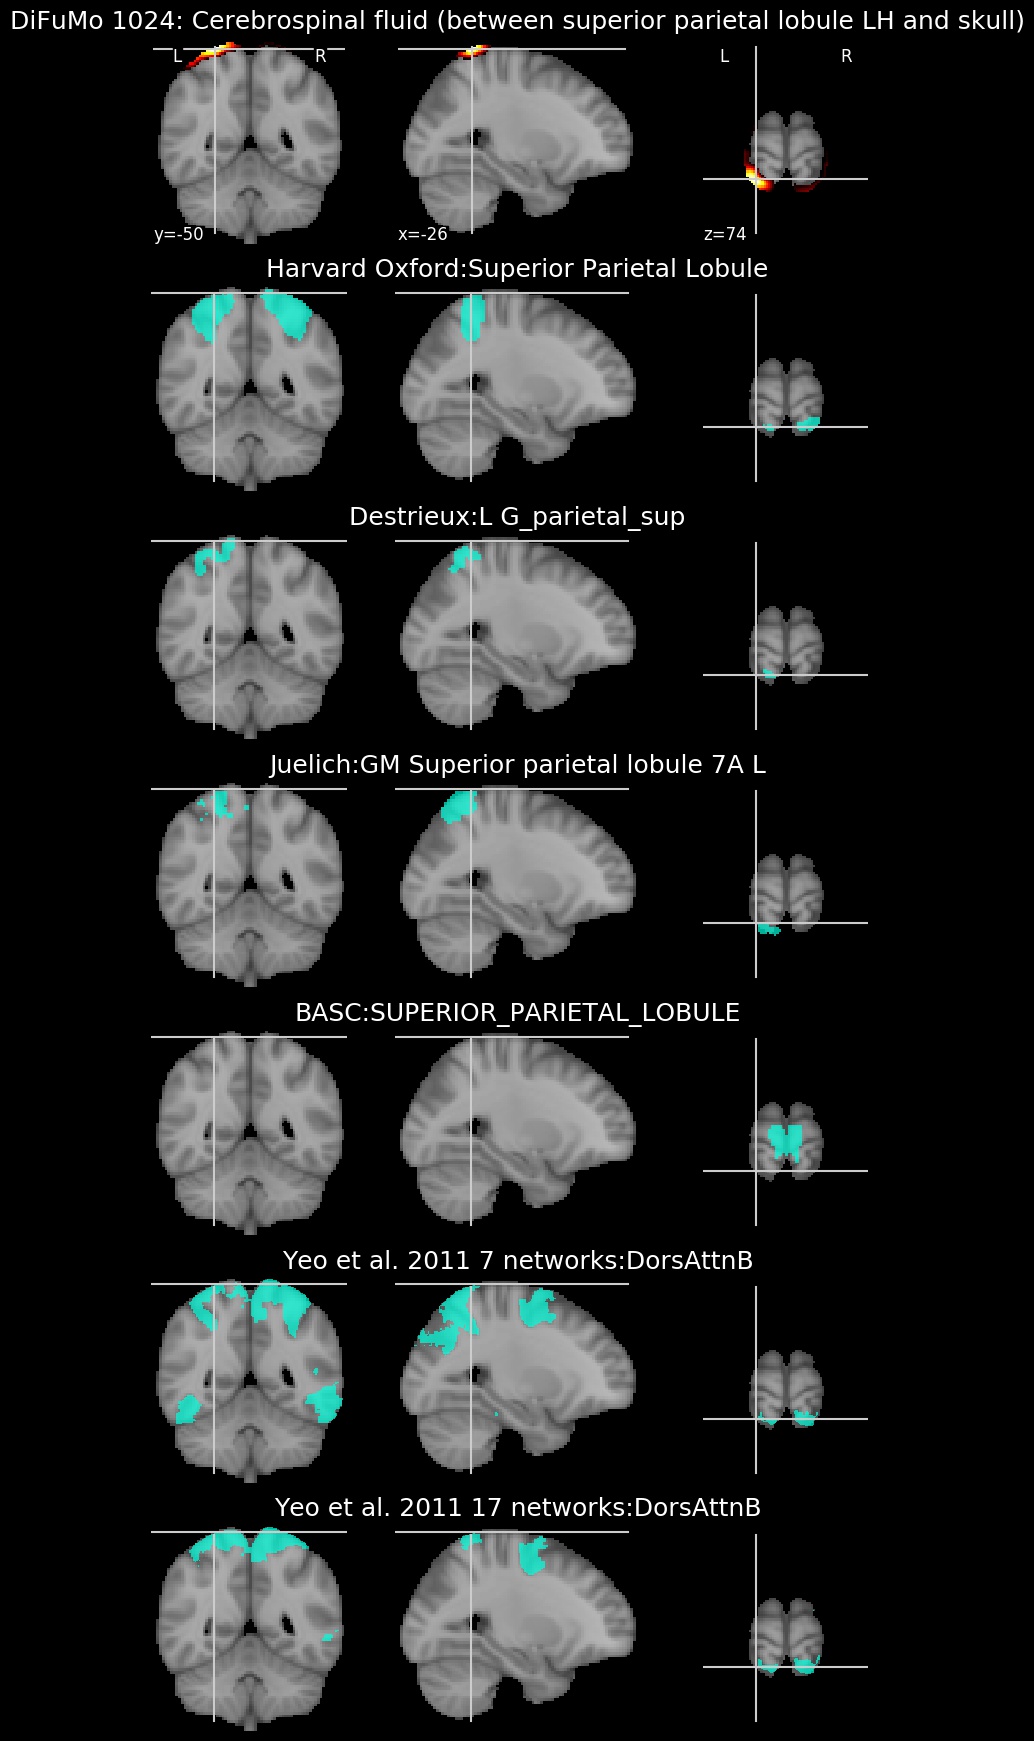 DiFuMo 1024: Cerebrospinal fluid (between superior parietal lobule LH and skull)
L R L R
y=-50 x=-26 z=74
Harvard Oxford:Superior Parietal Lobule
Destrieux:L G_parietal_sup
Juelich:GM Superior parietal lobule 7A L
BASC:SUPERIOR_PARIETAL_LOBULE
Yeo et al. 2011 7 networks:DorsAttnB
Yeo et al. 2011 17 networks:DorsAttnB